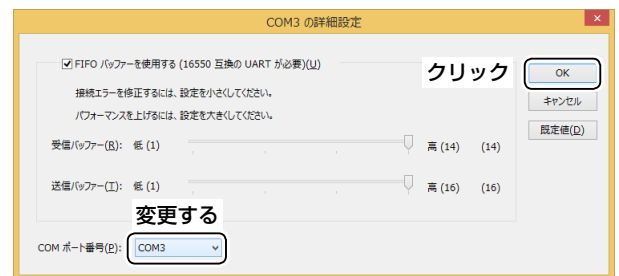 COM3 の詳細設定
×
FIFO バッファーを使用する (16550 互換の UART が必要)(U)
接続エラーを修正するには、設定を小さくしてください。
パフォーマンスを上げるには、設定を大きくしてください。
クリック
OK
キャンセル
既定値(D)
受信バッファー(R): 低 (1) 高 (14) (14)
送信バッファー(T): 低 (1) 高 (16) (16)
変更する
COM ポート番号(P): COM3